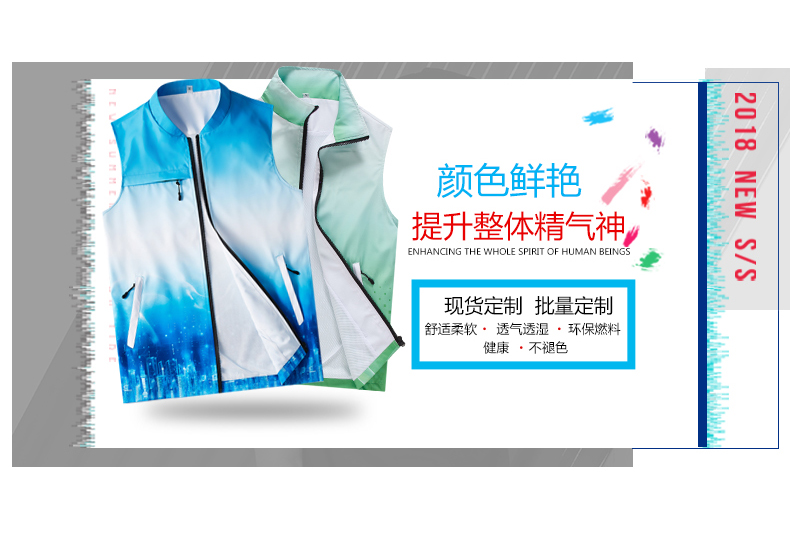 颜色鲜艳
提升整体精气神
ENHANCING THE WHOLE SPIRIT OF HUMAN BEINGS
现货定制 批量定制
舒适柔软 · 透气透湿 · 环保燃料
健康 · 不褪色
2018 NEW S/S